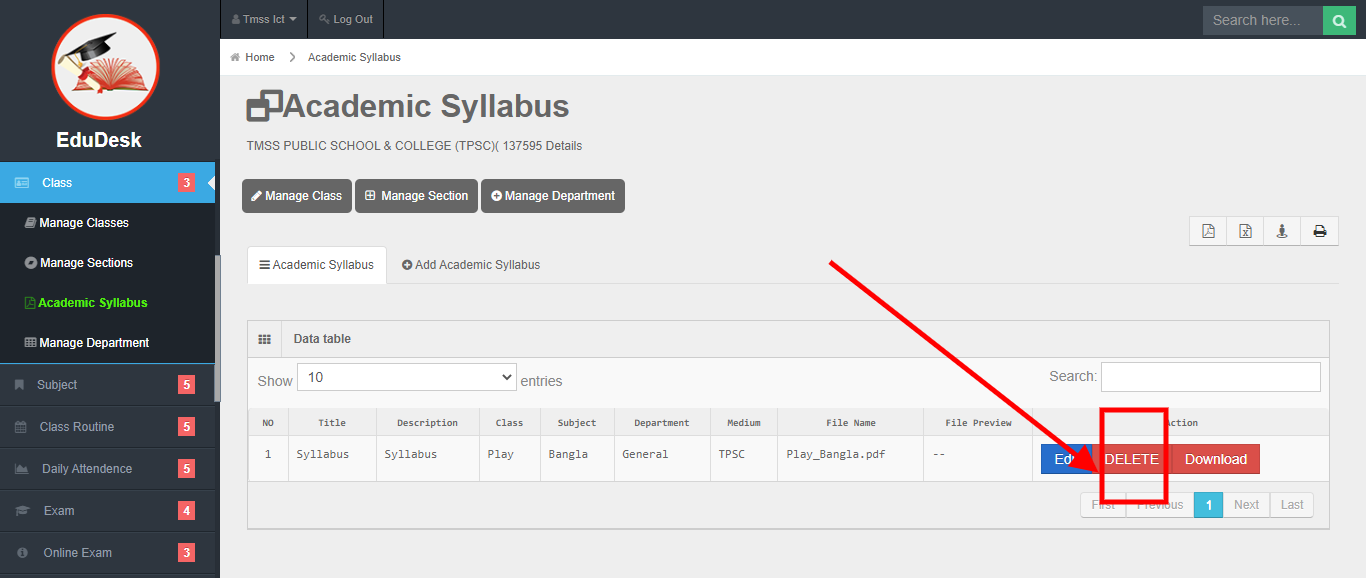 Tmss Ict
Log Out
Search here...
EduDesk
Home
Academic Syllabus
Academic Syllabus
TMSS PUBLIC SCHOOL & COLLEGE (TPSC)( 137595 Details
Class 3
Manage Classes
Manage Sections
Academic Syllabus
Manage Department
Subject 5
Class Routine 5
Daily Attendence 5
Exam 4
Online Exam 3
Manage Class Manage Section Manage Department
Academic Syllabus Add Academic Syllabus
Data table
Show 10 entries
Search:
NO Title Description Class Subject Department Medium File Name File Preview
1 Syllabus Syllabus Play Bangla General TPSC Play_Bangla.pdf -- DELETE Download
First Previous 1 Next Last